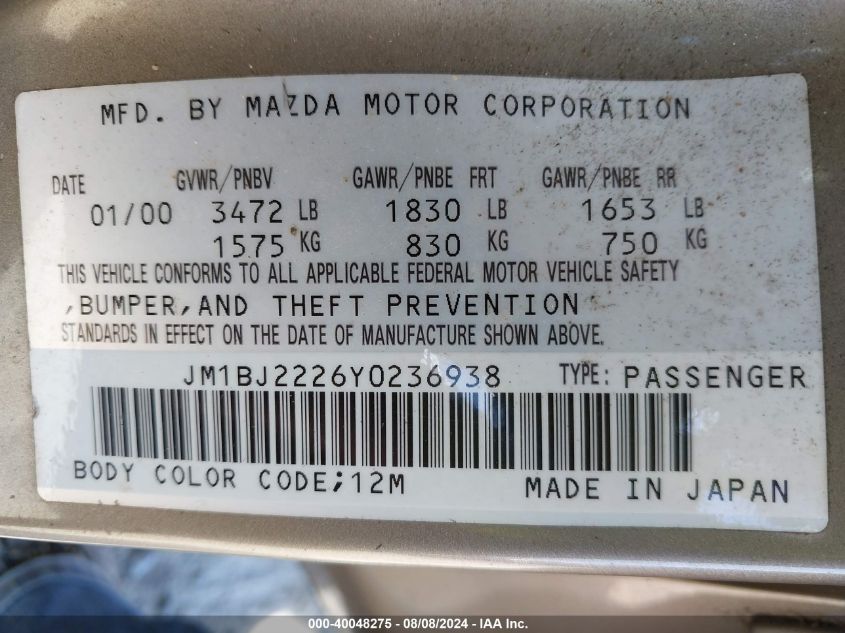 MFD. BY MAZDA MOTOR CORPORATION
DATE GVWR/PNBV GAWR/PNBE FRT GAWR/PNBE RR
01/00 3472 LB 1830 LB 1653 LB
1575 KG 830 KG 750 KG
THIS VEHICLE CONFORMS TO ALL APPLICABLE FEDERAL MOTOR VEHICLE SAFETY
,BUMPER,AND THEFT PREVENTION
STANDARDS IN EFFECT ON THE DATE OF MANUFACTURE SHOWN ABOVE.
JM1BJ2226Y0236938 TYPE: PASSENGER
BODY COLOR CODE;12M MADE IN JAPAN
000-40048275 - 08/08/2024 - IAA Inc.